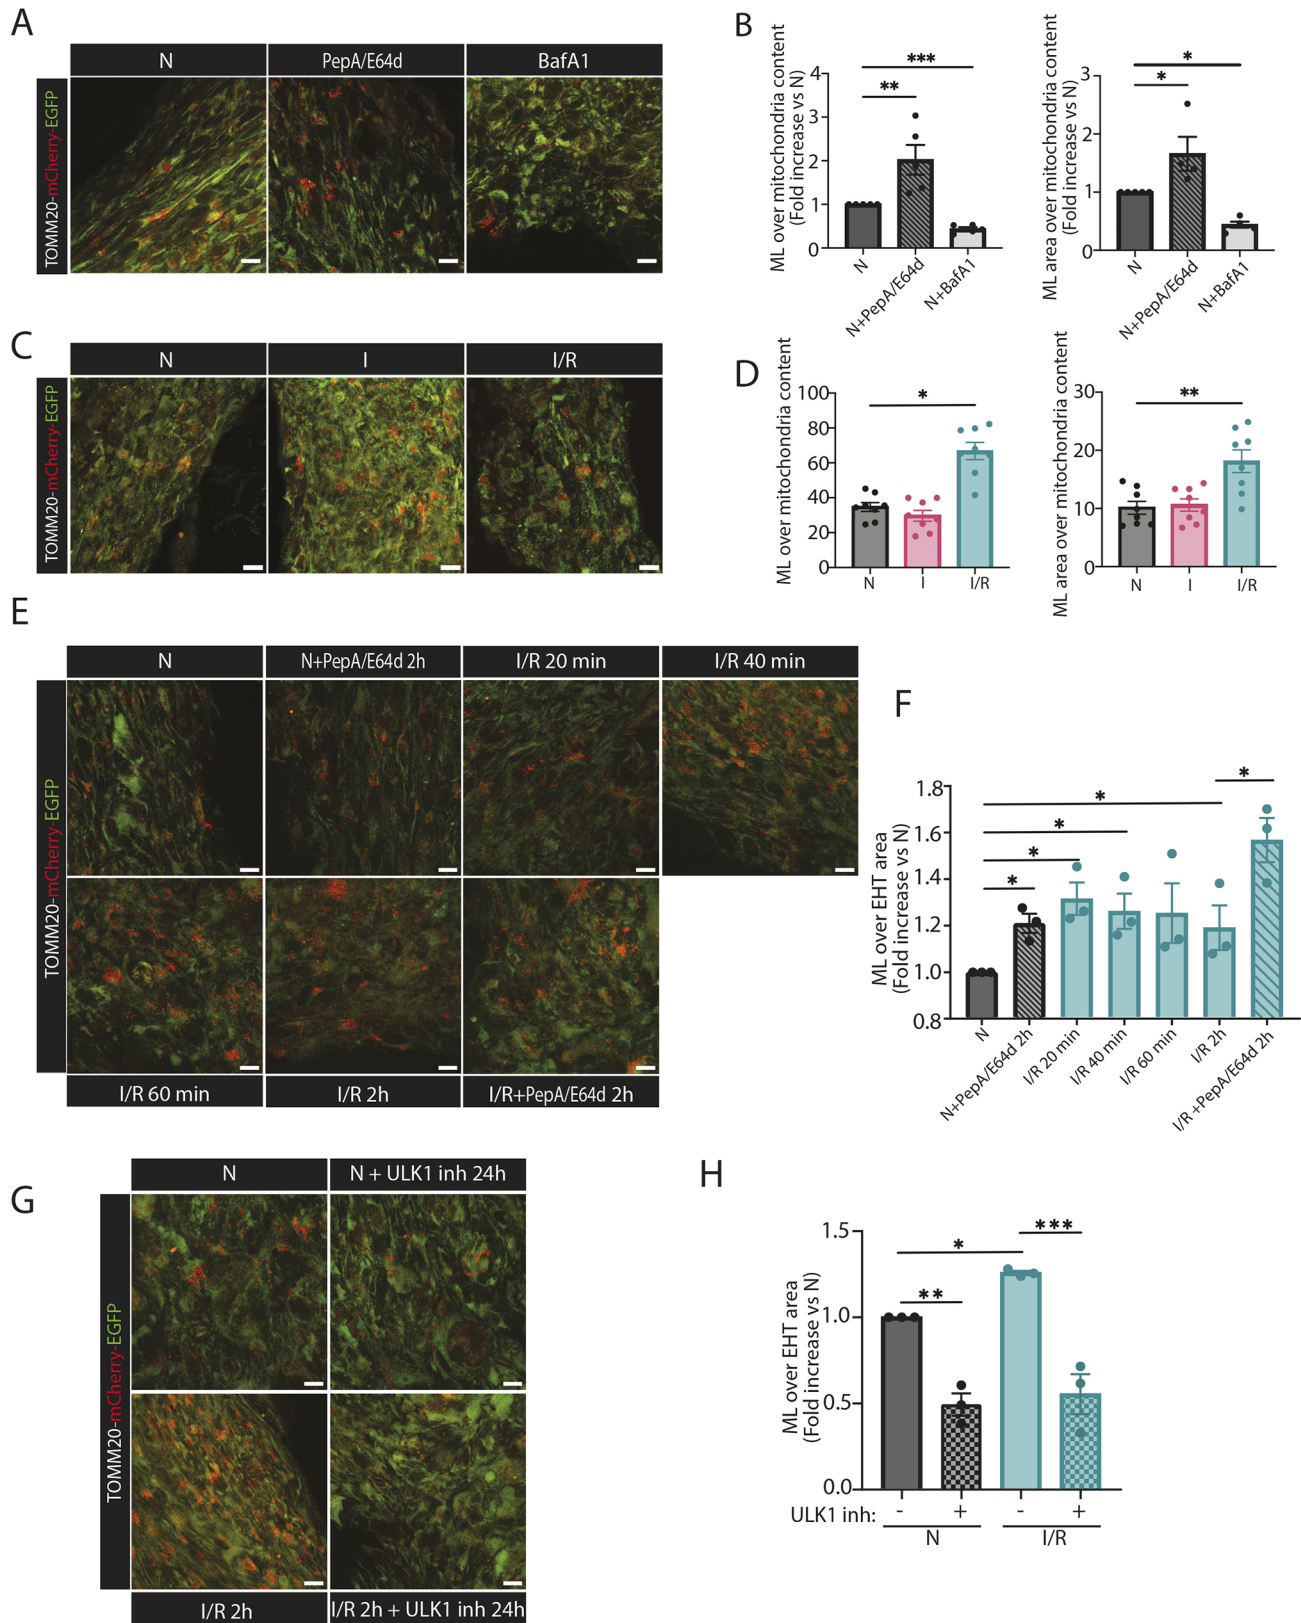 A
N
PepA/E64d
BafA1
TOMM20-mCherry-EGFP
B
ML over mitochondria content
(Fold increase vs N)
4
3
2
1
0
***
**
N
N+PepA/E64d
N+BafA1
ML area over mitochondria content
(Fold increase vs N)
3
2
1
0
*
*
N
N+PepA/E64d
N+BafA1
C
N
I
I/R
TOMM20-mCherry-EGFP
D
ML over mitochondria content
100
80
60
40
20
0
*
N
I
I/R
ML area over mitochondria content
30
20
10
0
**
N
I
I/R
E
N
N+PepA/E64d 2h
I/R 20 min
I/R 40 min
TOMM20-mCherry-EGFP
I/R 60 min
I/R 2h
I/R+PepA/E64d 2h
F
ML over EHT area
(Fold increase vs N)
1.8
1.6
1.4
1.2
1.0
0.8
*
*
*
*
*
N
N+PepA/E64d 2h
I/R 20 min
I/R 40 min
I/R 60 min
I/R 2h
I/R +PepA/E64d 2h
G
N
N + ULK1 inh 24h
TOMM20-mCherry-EGFP
I/R 2h
I/R 2h + ULK1 inh 24h
H
ML over EHT area
(Fold increase vs N)
1.5
1.0
0.5
0.0
*
**
***
ULK1 inh: - + - +
N I/R